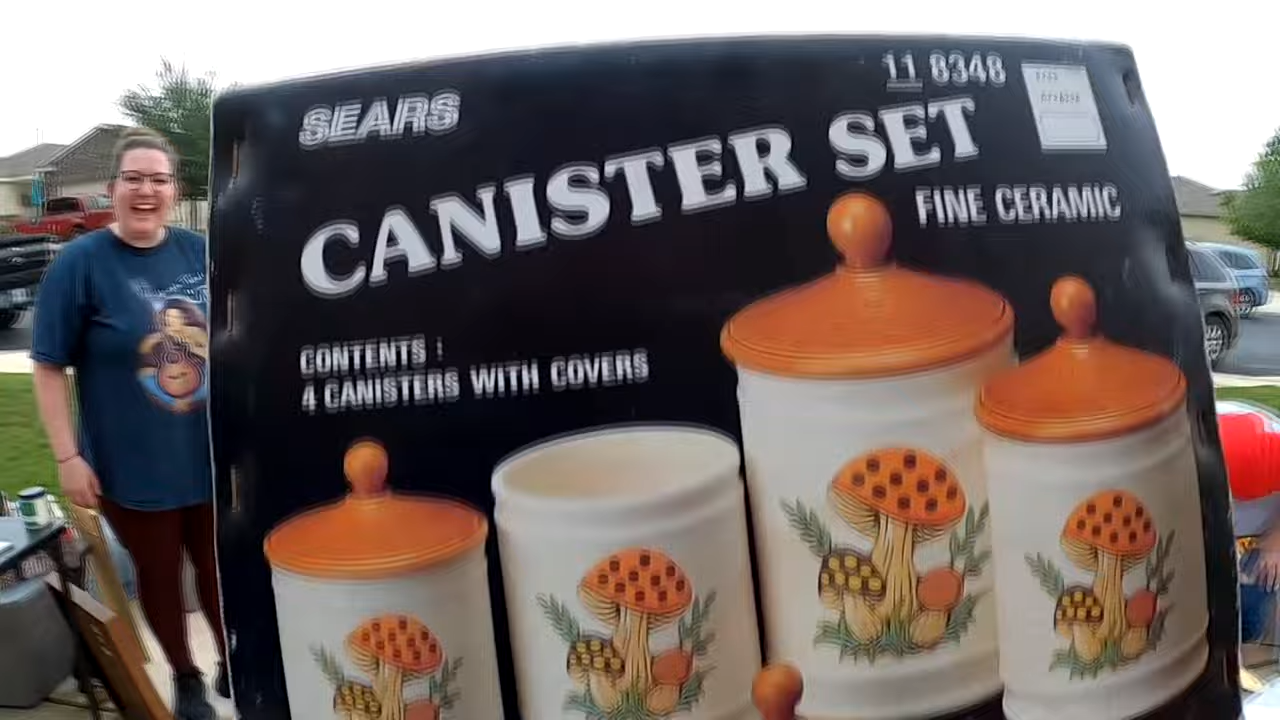 SEARS
11 8348
CANISTER SET
FINE CERAMIC
CONTENTS :
4 CANISTERS WITH COVERS